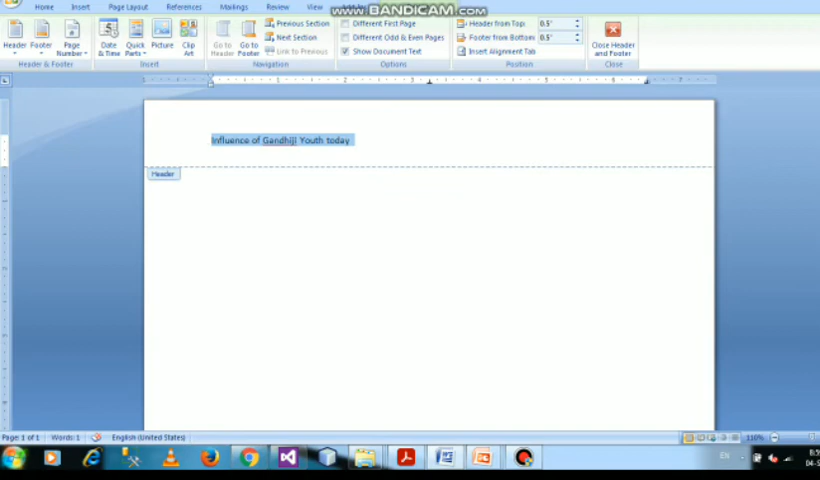 www.BANDICAM.com
Home Insert Page Layout References Mailings Review View
Header Footer Page Number Date & Time Quick Parts Picture Clip Art Go to Header Go to Footer Previous Section Next Section Link to Previous
Different First Page
Different Odd & Even Pages
Show Document Text
Header from Top: 0.5"
Footer from Bottom: 0.5"
Insert Alignment Tab
Close Header and Footer
Header & Footer Insert Navigation Options Position Close
Influence of Gandhiji Youth today
Header
Page: 1 of 1 Words: 1 English (United States) 110%
EN